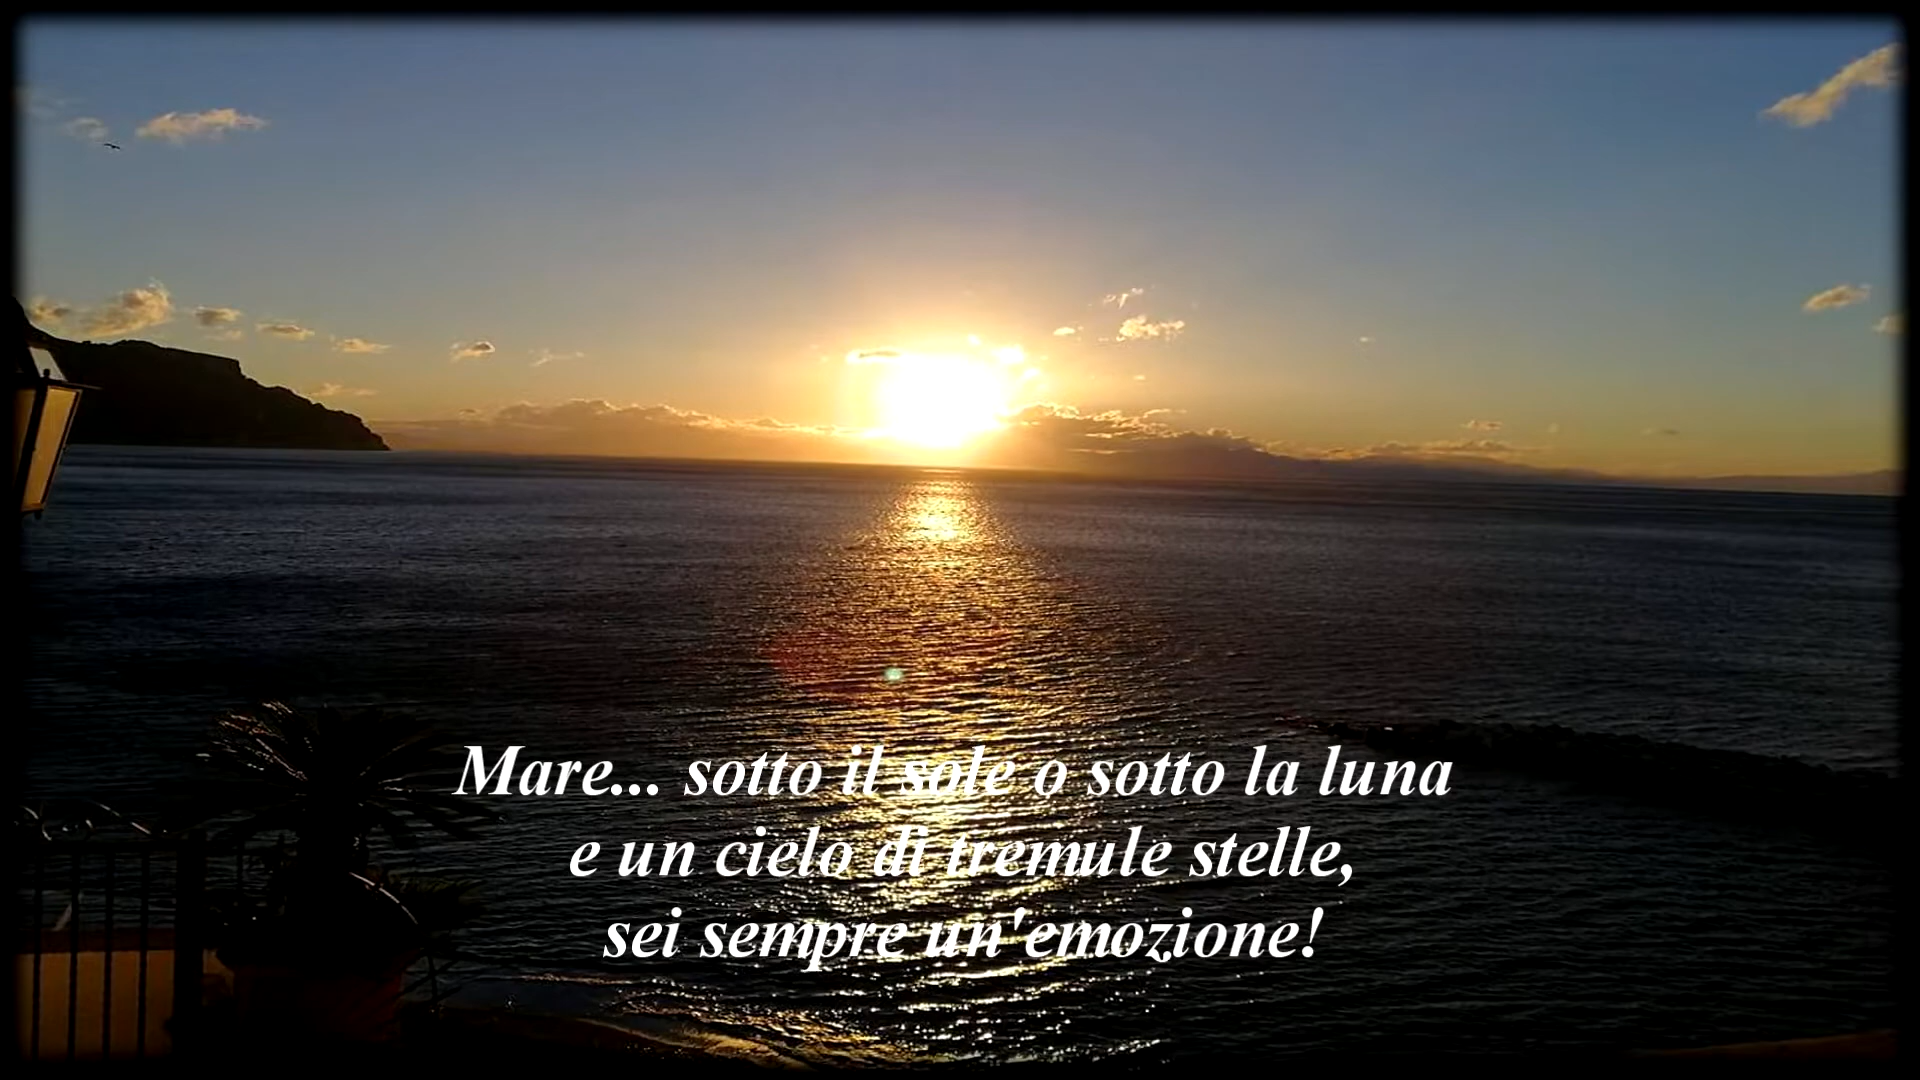 Mare... sotto il sole o sotto la luna
e un cielo di tremule stelle,
sei sempre un'emozione!